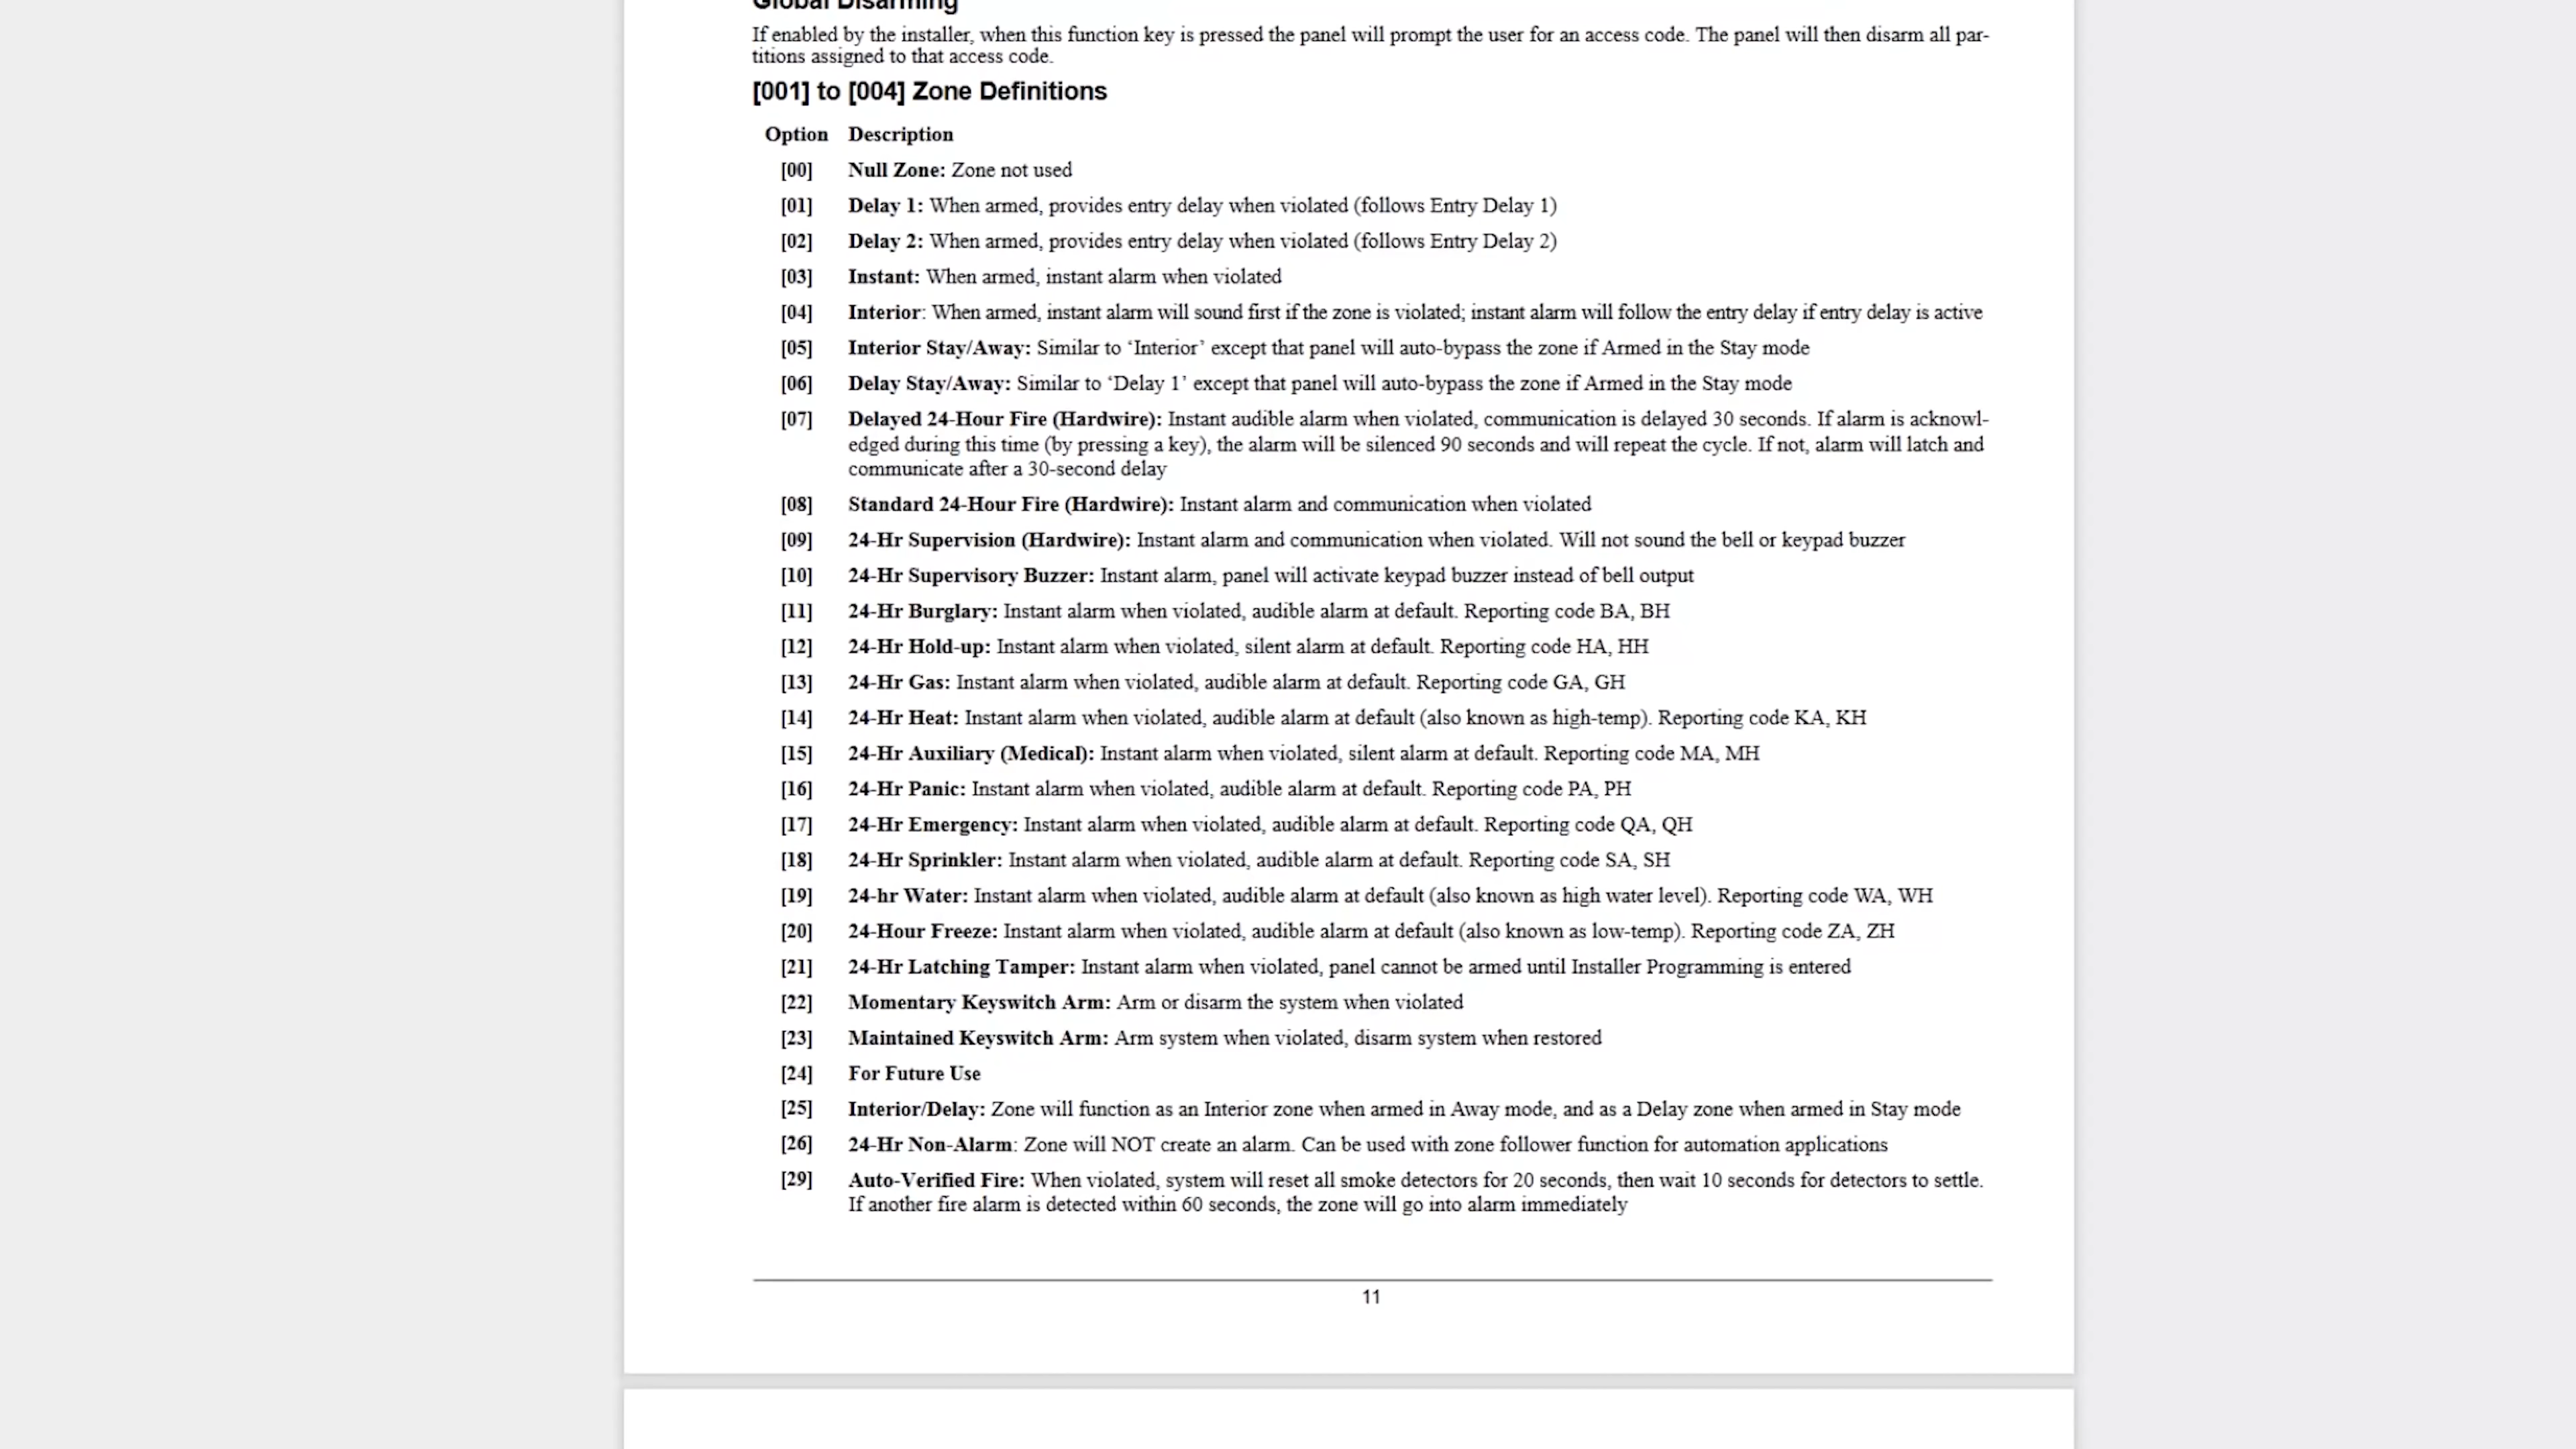 Global Disarming
If enabled by the installer, when this function key is pressed the panel will prompt the user for an access code. The panel will then disarm all par-
titions assigned to that access code.
[001] to [004] Zone Definitions
Option Description
[00] Null Zone: Zone not used
[01] Delay 1: When armed, provides entry delay when violated (follows Entry Delay 1)
[02] Delay 2: When armed, provides entry delay when violated (follows Entry Delay 2)
[03] Instant: When armed, instant alarm when violated
[04] Interior: When armed, instant alarm will sound first if the zone is violated; instant alarm will follow the entry delay if entry delay is active
[05] Interior Stay/Away: Similar to ‘Interior’ except that panel will auto-bypass the zone if Armed in the Stay mode
[06] Delay Stay/Away: Similar to ‘Delay 1’ except that panel will auto-bypass the zone if Armed in the Stay mode
[07] Delayed 24-Hour Fire (Hardwire): Instant audible alarm when violated, communication is delayed 30 seconds. If alarm is acknowl-
edged during this time (by pressing a key), the alarm will be silenced 90 seconds and will repeat the cycle. If not, alarm will latch and
communicate after a 30-second delay
[08] Standard 24-Hour Fire (Hardwire): Instant alarm and communication when violated
[09] 24-Hr Supervision (Hardwire): Instant alarm and communication when violated. Will not sound the bell or keypad buzzer
[10] 24-Hr Supervisory Buzzer: Instant alarm, panel will activate keypad buzzer instead of bell output
[11] 24-Hr Burglary: Instant alarm when violated, audible alarm at default. Reporting code BA, BH
[12] 24-Hr Hold-up: Instant alarm when violated, silent alarm at default. Reporting code HA, HH
[13] 24-Hr Gas: Instant alarm when violated, audible alarm at default. Reporting code GA, GH
[14] 24-Hr Heat: Instant alarm when violated, audible alarm at default (also known as high-temp). Reporting code KA, KH
[15] 24-Hr Auxiliary (Medical): Instant alarm when violated, silent alarm at default. Reporting code MA, MH
[16] 24-Hr Panic: Instant alarm when violated, audible alarm at default. Reporting code PA, PH
[17] 24-Hr Emergency: Instant alarm when violated, audible alarm at default. Reporting code QA, QH
[18] 24-Hr Sprinkler: Instant alarm when violated, audible alarm at default. Reporting code SA, SH
[19] 24-hr Water: Instant alarm when violated, audible alarm at default (also known as high water level). Reporting code WA, WH
[20] 24-Hour Freeze: Instant alarm when violated, audible alarm at default (also known as low-temp). Reporting code ZA, ZH
[21] 24-Hr Latching Tamper: Instant alarm when violated, panel cannot be armed until Installer Programming is entered
[22] Momentary Keyswitch Arm: Arm or disarm the system when violated
[23] Maintained Keyswitch Arm: Arm system when violated, disarm system when restored
[24] For Future Use
[25] Interior/Delay: Zone will function as an Interior zone when armed in Away mode, and as a Delay zone when armed in Stay mode
[26] 24-Hr Non-Alarm: Zone will NOT create an alarm. Can be used with zone follower function for automation applications
[29] Auto-Verified Fire: When violated, system will reset all smoke detectors for 20 seconds, then wait 10 seconds for detectors to settle.
If another fire alarm is detected within 60 seconds, the zone will go into alarm immediately
11